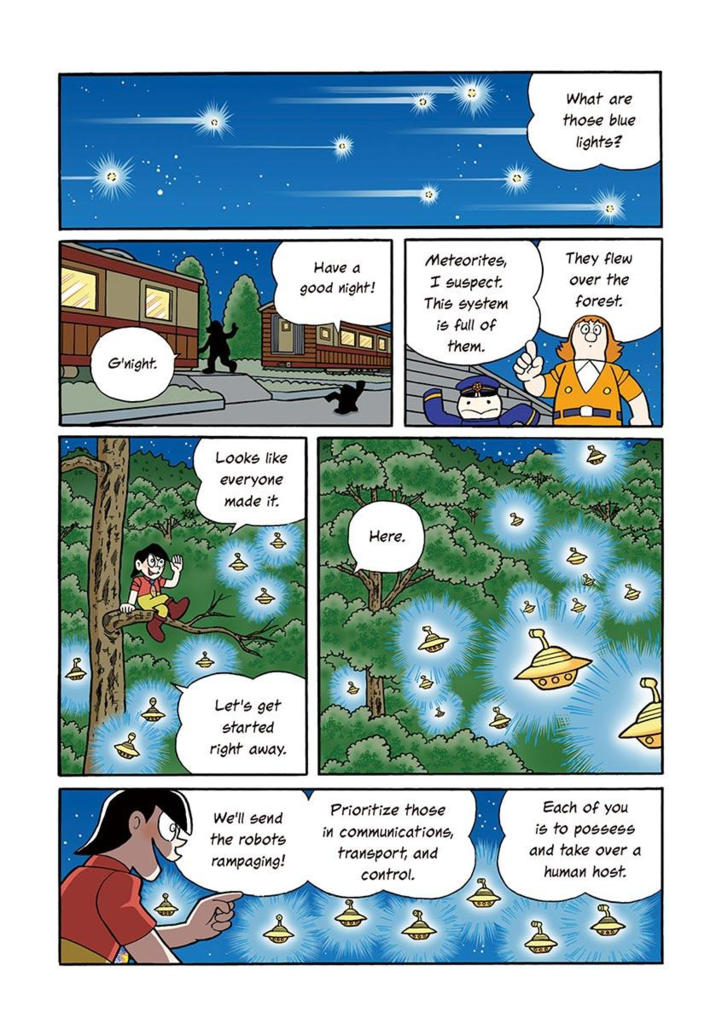 What are
those blue
lights?
They flew
over the
forest.
Meteorites,
I suspect.
This system
is full of
them.
Have a
good night!
G'night.
Here.
Looks like
everyone
made it.
Let's get
started
right away.
Each of you
is to possess
and take over a
human host.
Prioritize those
in communications,
transport, and
control.
We'll send
the robots
rampaging!